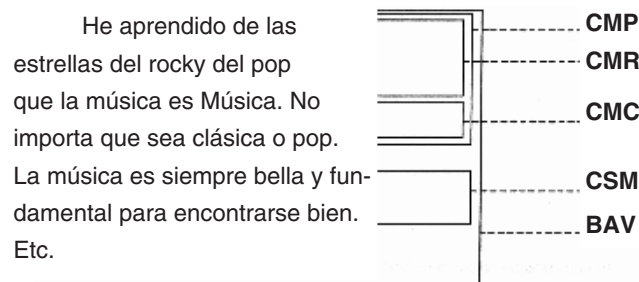 He aprendido de las
estrellas del rocky del pop
que la música es Música. No
importa que sea clásica o pop.
La música es siempre bella y fun-
damental para encontrarse bien.
Etc.
CMP
CMR
CMC
CSM
BAV